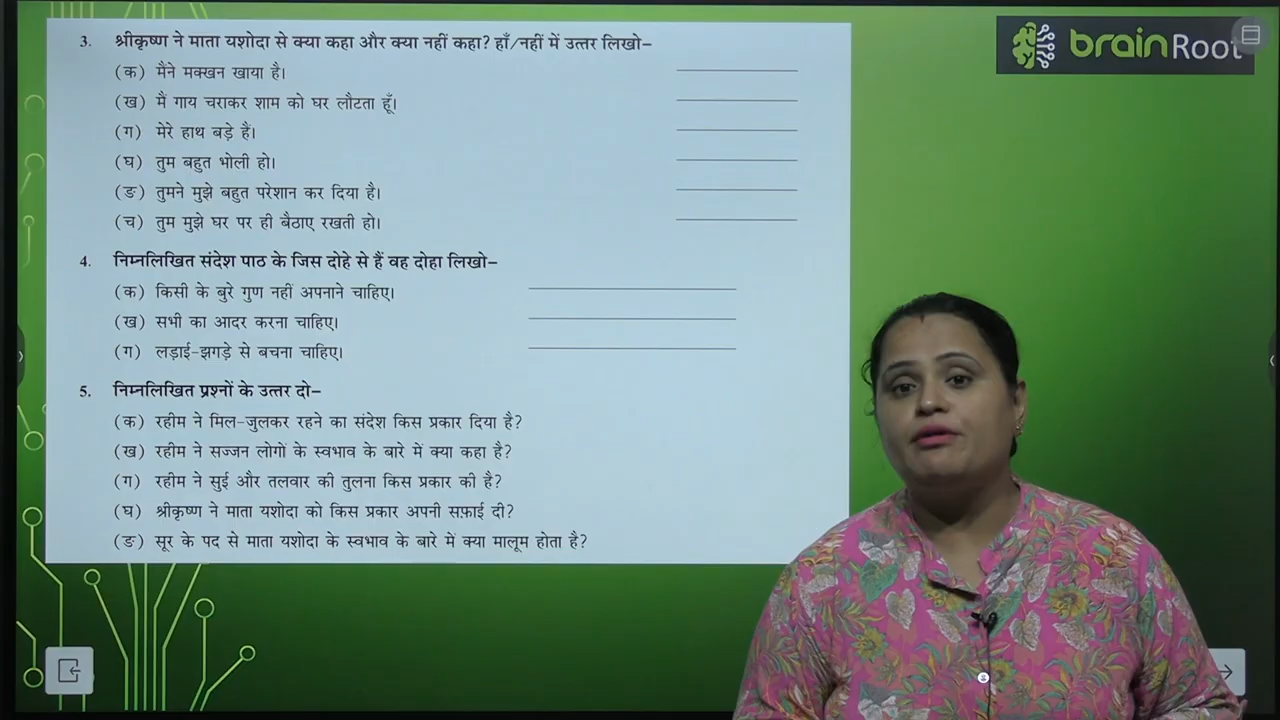 brainRoot
3. श्रीकृष्ण ने माता यशोदा से क्या कहा और क्या नहीं कहा? हाँ/नहीं में उत्तर लिखो–
(क) मैंने मक्खन खाया है।
(ख) मैं गाय चराकर शाम को घर लौटता हूँ।
(ग) मेरे हाथ बड़े हैं।
(घ) तुम बहुत भोली हो।
(ङ) तुमने मुझे बहुत परेशान कर दिया है।
(च) तुम मुझे घर पर ही बैठाए रखती हो।
4. निम्नलिखित संदेश पाठ के जिस दोहे से हैं वह दोहा लिखो–
(क) किसी के बुरे गुण नहीं अपनाने चाहिए।
(ख) सभी का आदर करना चाहिए।
(ग) लड़ाई-झगड़े से बचना चाहिए।
5. निम्नलिखित प्रश्नों के उत्तर दो–
(क) रहीम ने मिल-जुलकर रहने का संदेश किस प्रकार दिया है?
(ख) रहीम ने सज्जन लोगों के स्वभाव के बारे में क्या कहा है?
(ग) रहीम ने सुई और तलवार की तुलना किस प्रकार की है?
(घ) श्रीकृष्ण ने माता यशोदा को किस प्रकार अपनी सफ़ाई दी?
(ङ) सूर के पद से माता यशोदा के स्वभाव के बारे में क्या मालूम होता है?